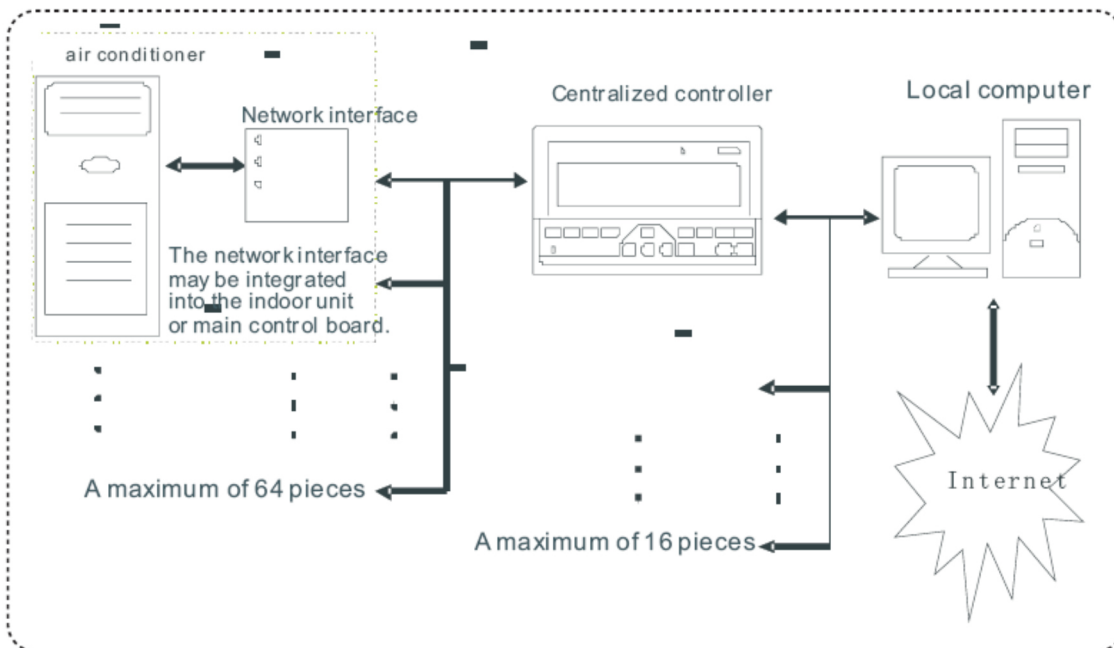 air conditioner
Network interface
The network interface
may be integrated
into the indoor unit
or main control board.
A maximum of 64 pieces
Centralized controller
A maximum of 16 pieces
Local computer
Internet